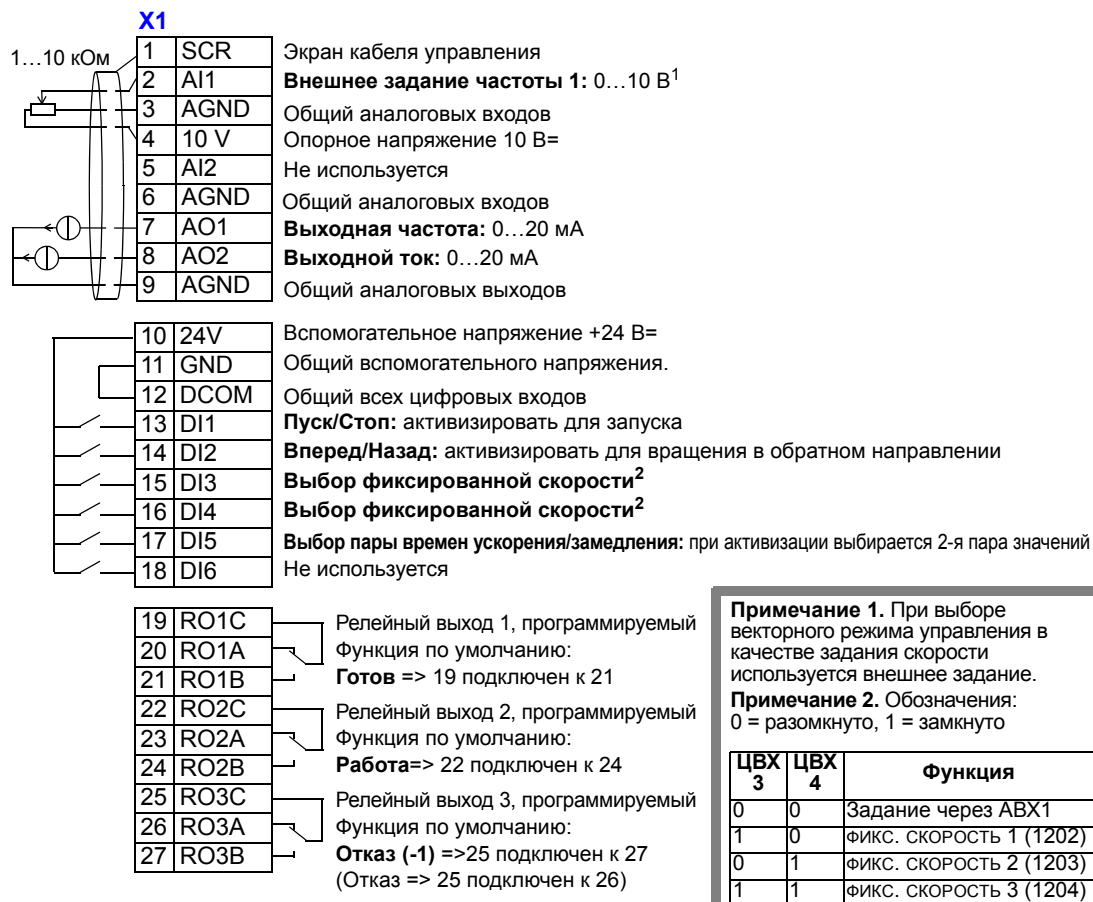 X1
1…10 кОм
1 SCR Экран кабеля управления
2 AI1 Внешнее задание частоты 1: 0…10 В1
3 AGND Общий аналоговых входов
4 10 V Опорное напряжение 10 В=
5 AI2 Не используется
6 AGND Общий аналоговых входов
7 AO1 Выходная частота: 0…20 мА
8 AO2 Выходной ток: 0…20 мА
9 AGND Общий аналоговых выходов
10 24V Вспомогательное напряжение +24 В=
11 GND Общий вспомогательного напряжения.
12 DCOM Общий всех цифровых входов
13 DI1 Пуск/Стоп: активизировать для запуска
14 DI2 Вперед/Назад: активизировать для вращения в обратном направлении
15 DI3 Выбор фиксированной скорости2
16 DI4 Выбор фиксированной скорости2
17 DI5 Выбор пары времен ускорения/замедления: при активизации выбирается 2-я пара значений
18 DI6 Не используется
19 RO1C Релейный выход 1, программируемый
20 RO1A Функция по умолчанию:
21 RO1B Готов => 19 подключен к 21
22 RO2C Релейный выход 2, программируемый
23 RO2A Функция по умолчанию:
24 RO2B Работа=> 22 подключен к 24
25 RO3C Релейный выход 3, программируемый
26 RO3A Функция по умолчанию:
27 RO3B Отказ (-1) =>25 подключен к 27
(Отказ => 25 подключен к 26)
Примечание 1. При выборе
векторного режима управления в
качестве задания скорости
используется внешнее задание.
Примечание 2. Обозначения:
0 = разомкнуто, 1 = замкнуто
ЦВХ 3 ЦВХ 4 Функция
0 0 Задание через АВХ1
1 0 ФИКС. СКОРОСТЬ 1 (1202)
0 1 ФИКС. СКОРОСТЬ 2 (1203)
1 1 ФИКС. СКОРОСТЬ 3 (1204)